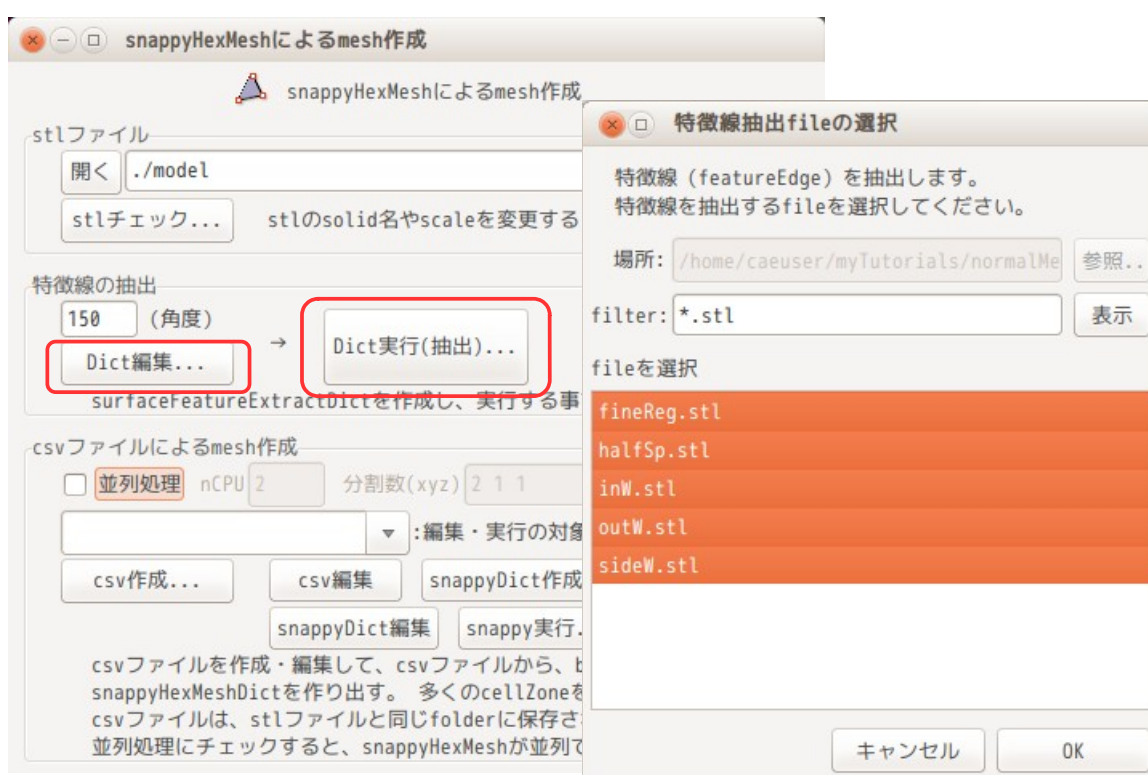 snappyHexMeshによるmesh作成
snappyHexMeshによるmesh作成
stlファイル
開く ./model
stlチェック... stlのsolid名やscaleを変更する
特徴線の抽出
150 (角度)
Dict編集... → Dict実行(抽出)...
surfaceFeatureExtractDictを作成し、実行する事
csvファイルによるmesh作成
並列処理 nCPU 2 分割数(xyz) 2 1 1
:編集・実行の対象
csv作成... csv編集 snappyDict作成
snappyDict編集 snappy実行.
csvファイルを作成・編集して、csvファイルから、b
snappyHexMeshDictを作り出す。 多くのcellZoneを
csvファイルは、stlファイルと同じfolderに保存さ
並列処理にチェックすると、snappyHexMeshが並列で
特徴線抽出fileの選択
特徴線（featureEdge）を抽出します。
特徴線を抽出するfileを選択してください。
場所: /home/caeuser/myTutorials/normalMe 参照..
filter: *.stl 表示
fileを選択
fineReg.stl
halfSp.stl
inW.stl
outW.stl
sideW.stl
キャンセル OK